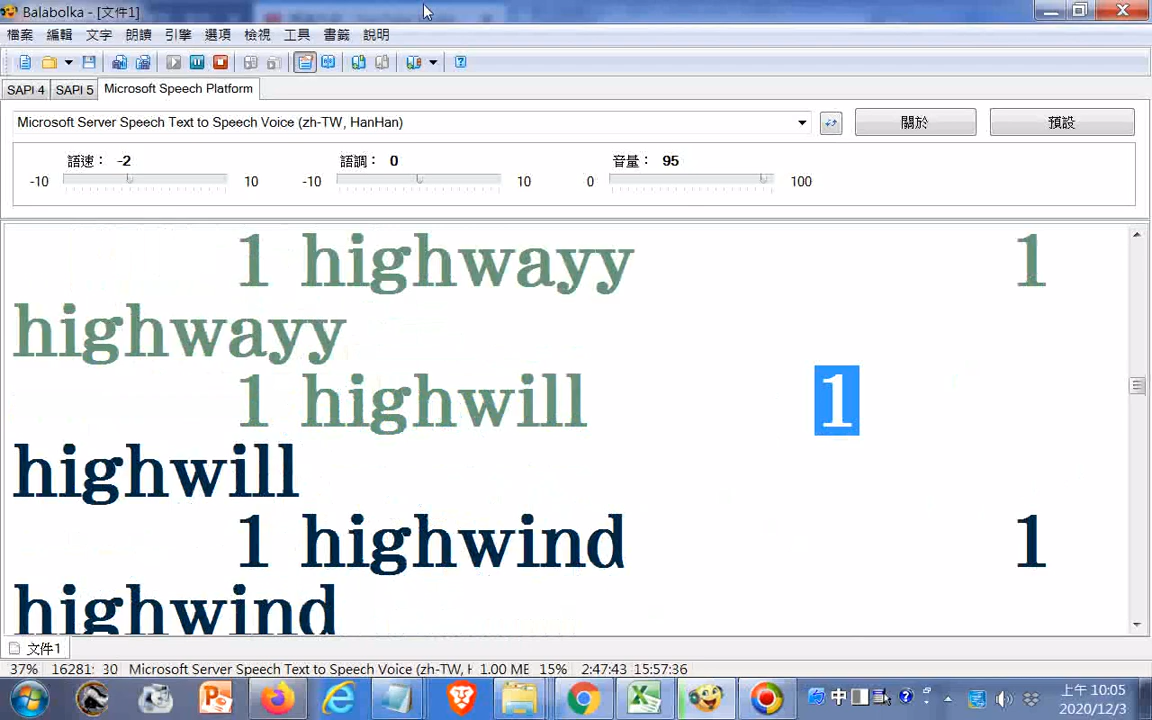 Balabolka - [文件1]
檔案 編輯 文字 朗讀 引擎 選項 檢視 工具 書籤 說明
SAPI 4 SAPI 5 Microsoft Speech Platform
Microsoft Server Speech Text to Speech Voice (zh-TW, HanHan) 關於 預設
語速： -2 語調： 0 音量： 95
-10 10 -10 10 0 100
1 highwayy 1
highwayy
1 highwill 1
highwill
1 highwind 1
highwind
文件1
37% 16281: 30 Microsoft Server Speech Text to Speech Voice (zh-TW, H 1.00 ME 15% 2:47:43 15:57:36
中 上午 10:05
2020/12/3